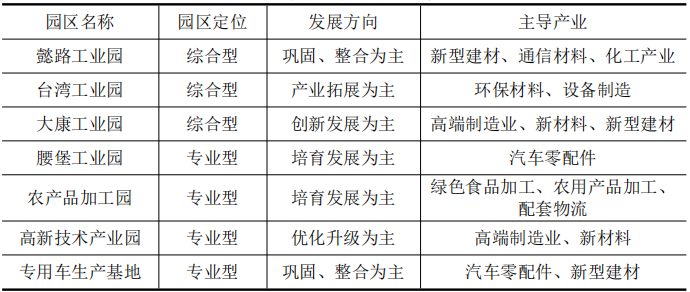 园区名称 园区定位 发展方向 主导产业
懿路工业园 综合型 巩固、整合为主 新型建材、通信材料、化工产业
台湾工业园 综合型 产业拓展为主 环保材料、设备制造
大康工业园 综合型 创新发展为主 高端制造业、新材料、新型建材
腰堡工业园 专业型 培育发展为主 汽车零配件
农产品加工园 专业型 培育发展为主 绿色食品加工、农用产品加工、
配套物流
高新技术产业园 专业型 优化升级为主 高端制造业、新材料
专用车生产基地 专业型 巩固、整合为主 汽车零配件、新型建材